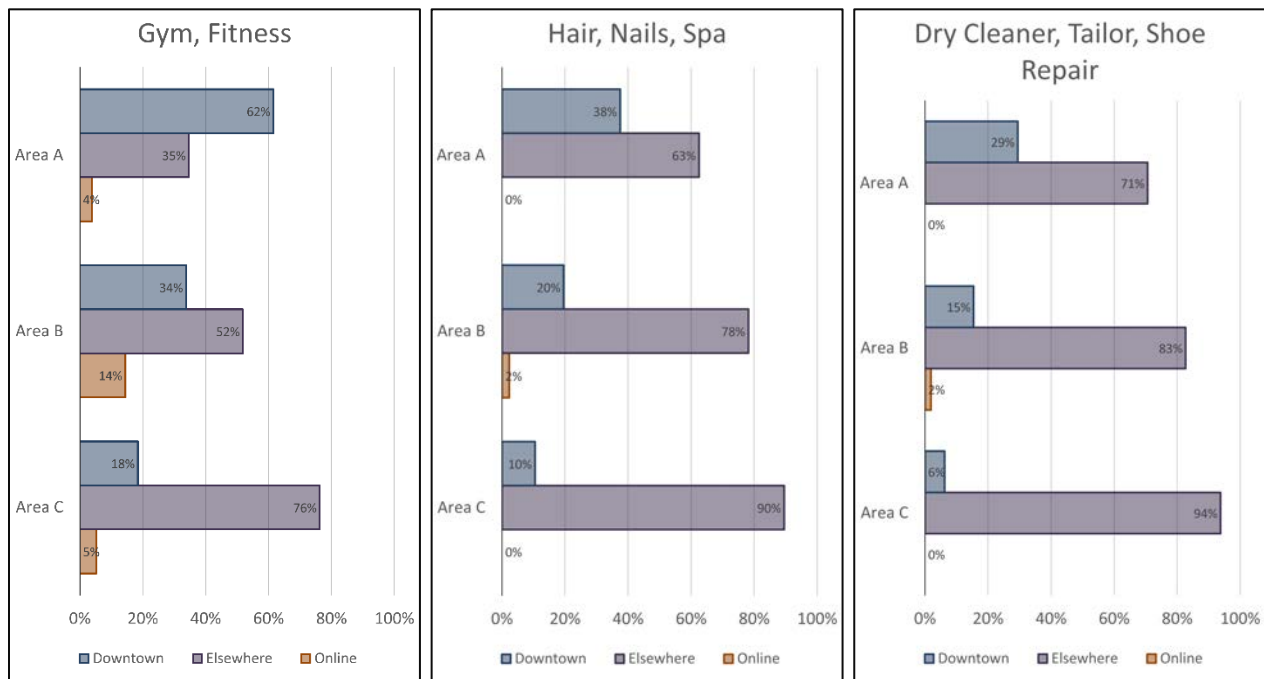 Gym, Fitness
62%
Area A
35%
4%
34%
Area B
52%
14%
18%
Area C
76%
5%
0% 20% 40% 60% 80% 100%
Downtown Elsewhere Online
Hair, Nails, Spa
38%
Area A
63%
0%
20%
Area B
78%
2%
10%
Area C
90%
0%
0% 20% 40% 60% 80% 100%
Downtown Elsewhere Online
Dry Cleaner, Tailor, Shoe
Repair
29%
Area A
71%
0%
15%
Area B
83%
2%
6%
Area C
94%
0%
0% 20% 40% 60% 80% 100%
Downtown Elsewhere Online